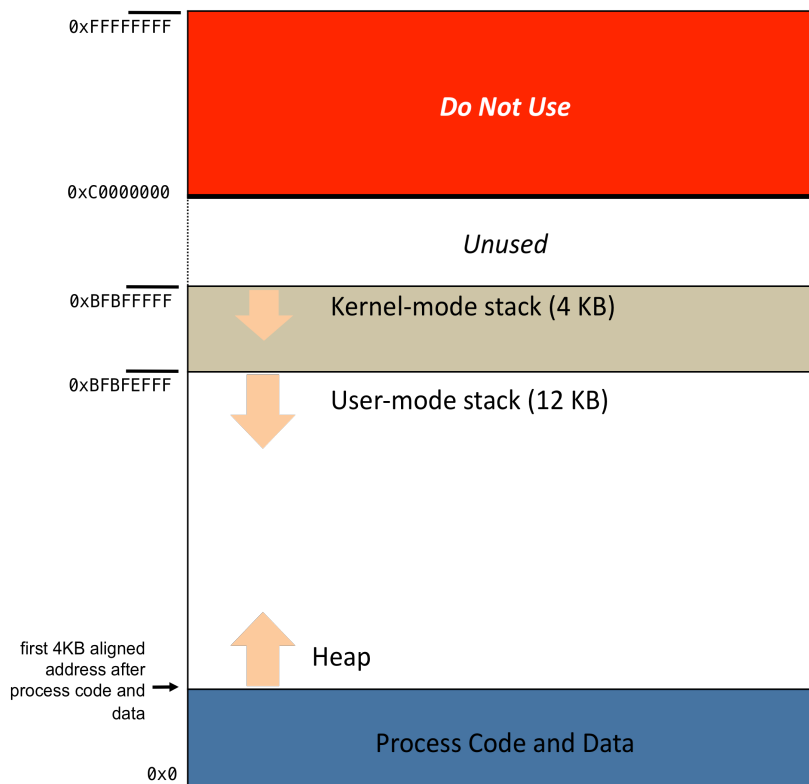 0xFFFFFFFF
Do Not Use
0xC0000000
Unused
0xBFBFFFFF
Kernel-mode stack (4 KB)
0xBFBFEFFF
User-mode stack (12 KB)
first 4KB aligned
address after
process code and
data
Heap
Process Code and Data
0x0